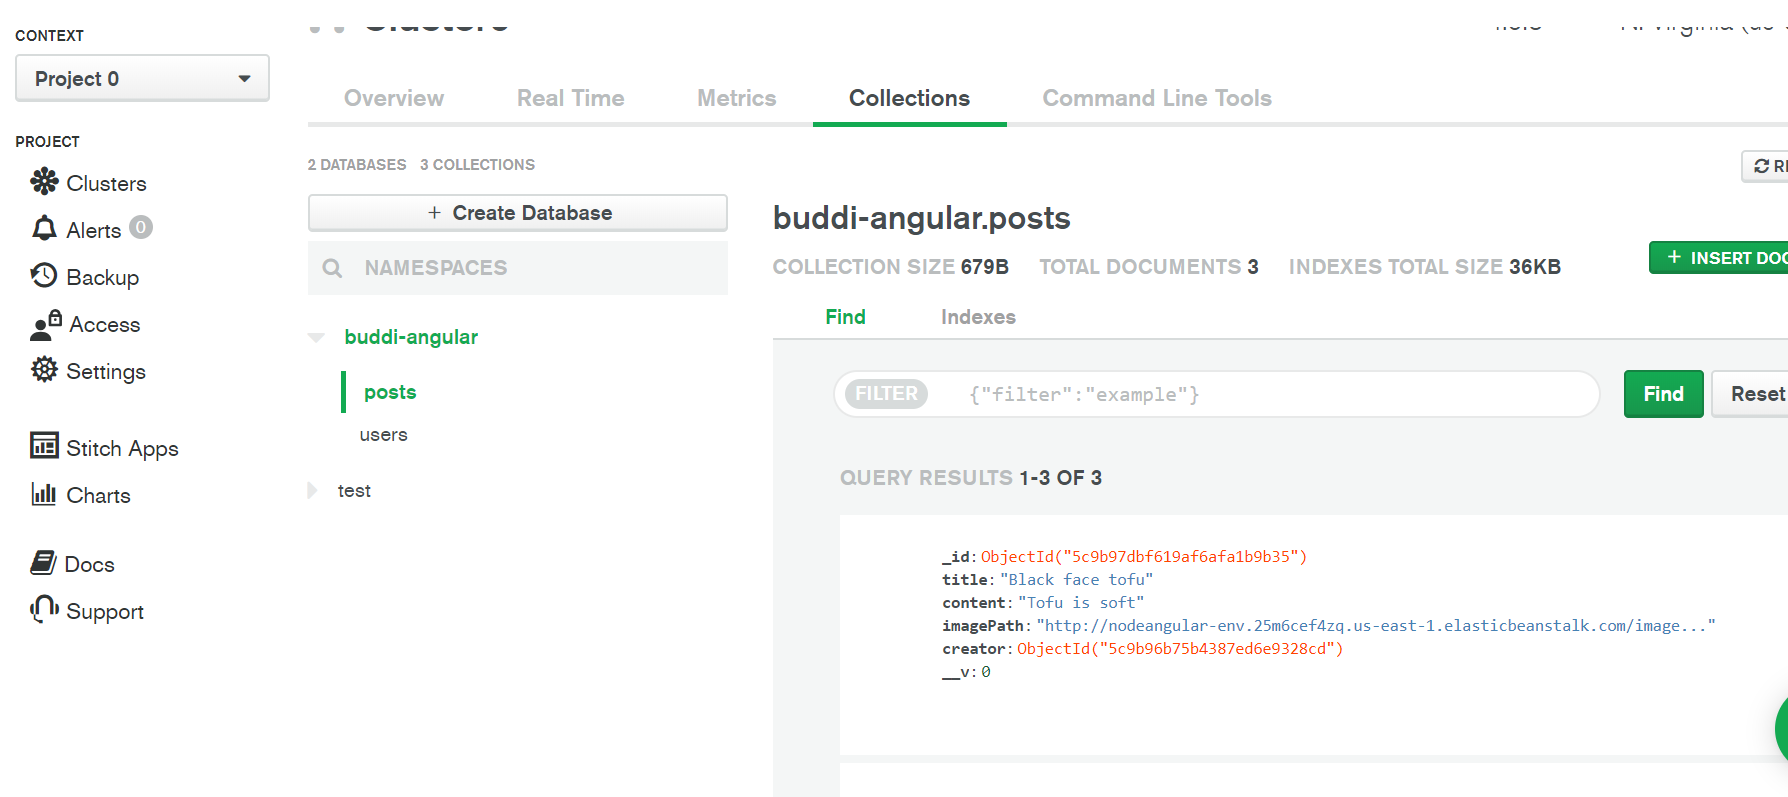 CONTEXT
Project 0
PROJECT
Clusters
Alerts 0
Backup
Access
Settings
Stitch Apps
Charts
Docs
Support
Clusters
Overview Real Time Metrics Collections Command Line Tools
2 DATABASES 3 COLLECTIONS
+ Create Database
NAMESPACES
buddi-angular
posts
users
test
buddi-angular.posts
COLLECTION SIZE 679B TOTAL DOCUMENTS 3 INDEXES TOTAL SIZE 36KB
+ INSERT DOC
Find Indexes
FILTER {"filter":"example"}
Find
Reset
QUERY RESULTS 1-3 OF 3
_id: ObjectId("5c9b97dbf619af6afa1b9b35")
title: "Black face tofu"
content: "Tofu is soft"
imagePath: "http://nodeangular-env.25m6cef4zq.us-east-1.elasticbeanstalk.com/image..."
creator: ObjectId("5c9b96b75b4387ed6e9328cd")
__v: 0